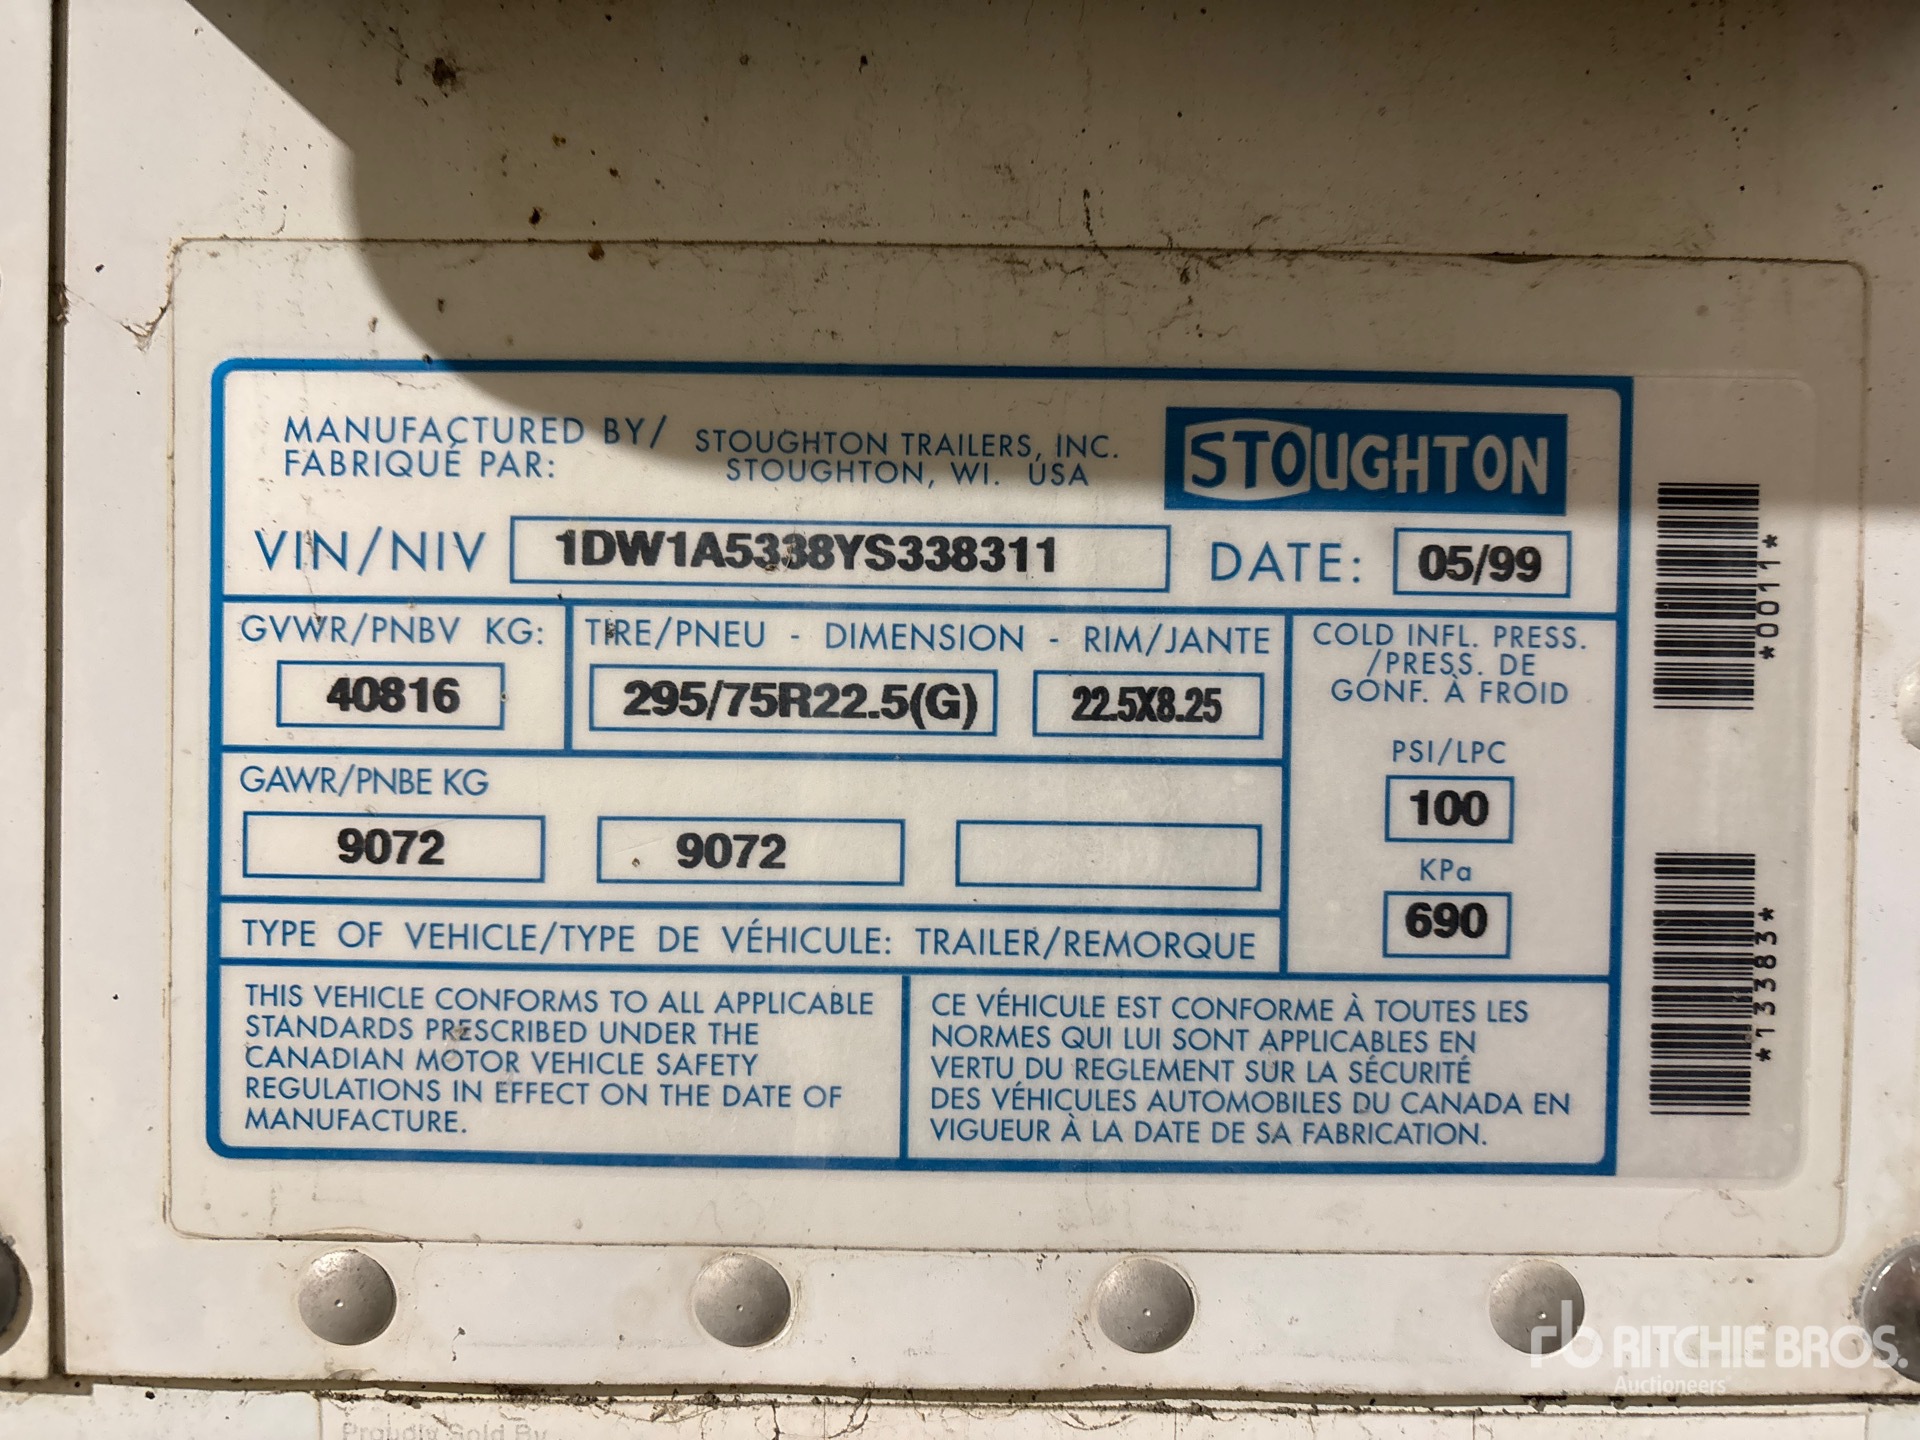 MANUFACTURED BY/
FABRIQUÉ PAR:
STOUGHTON TRAILERS, INC.
STOUGHTON, WI. USA
STOUGHTON
VIN/NIV 1DW1A5338YS338311 DATE: 05/99
GVWR/PNBV KG: TIRE/PNEU - DIMENSION - RIM/JANTE
40816 295/75R22.5(G) 22.5X8.25
COLD INFL. PRESS.
/PRESS. DE
GONF. À FROID
PSI/LPC
100
KPa
690
GAWR/PNBE KG
9072 9072
TYPE OF VEHICLE/TYPE DE VÉHICULE: TRAILER/REMORQUE
THIS VEHICLE CONFORMS TO ALL APPLICABLE
STANDARDS PRESCRIBED UNDER THE
CANADIAN MOTOR VEHICLE SAFETY
REGULATIONS IN EFFECT ON THE DATE OF
MANUFACTURE.
CE VÉHICULE EST CONFORME À TOUTES LES
NORMES QUI LUI SONT APPLICABLES EN
VERTU DU REGLEMENT SUR LA SÉCURITÉ
DES VÉHICULES AUTOMOBILES DU CANADA EN
VIGUEUR À LA DATE DE SA FABRICATION.
*0011*
*13383*
rb RITCHIE BROS.
Auctioneers
Proudly Sold By